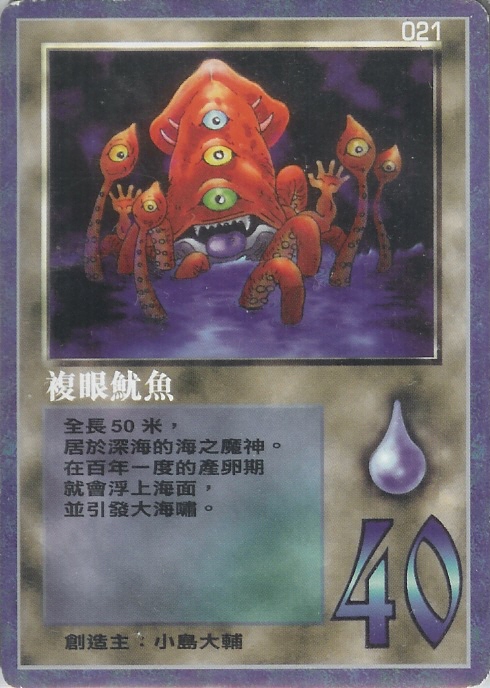 021
複眼魷魚
全長50米，
居於深海的海之魔神。
在百年一度的產卵期
就會浮上海面，
並引發大海嘯。
40
創造主：小島大輔